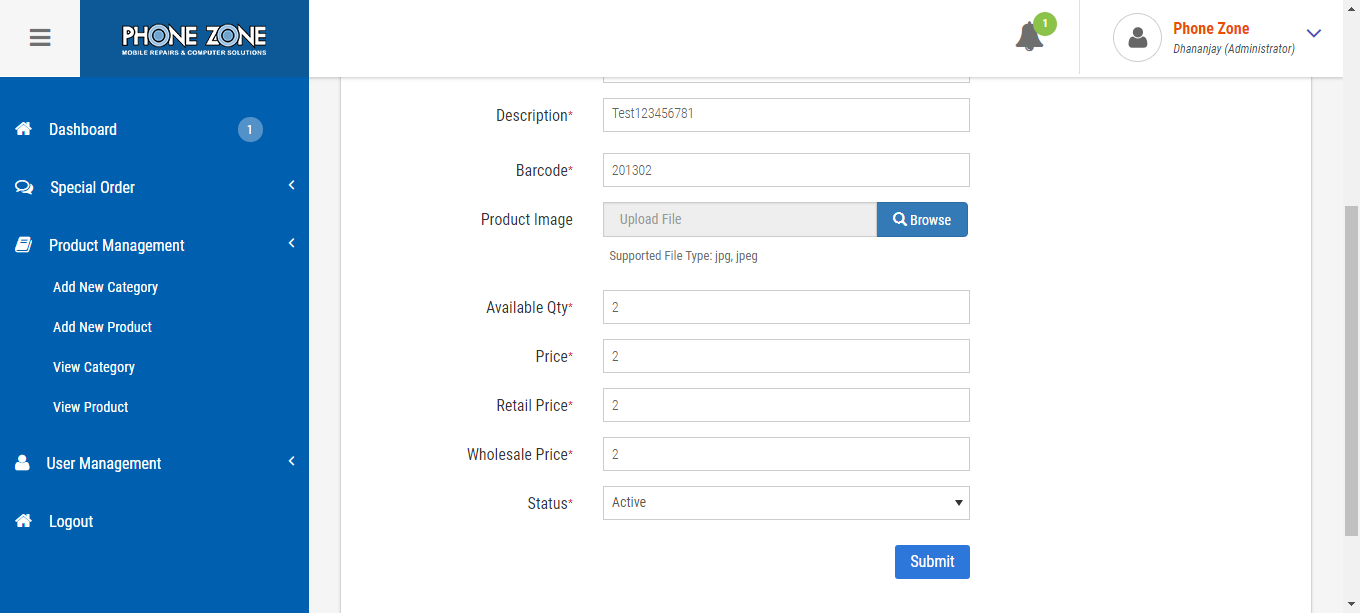 PHONE ZONE
MOBILE REPAIRS & COMPUTER SOLUTIONS
1
Phone Zone
Dhananjay (Administrator)
Dashboard
1
Special Order
Product Management
Add New Category
Add New Product
View Category
View Product
User Management
Logout
Description*
Test123456781
Barcode*
201302
Product Image
Upload File
Browse
Supported File Type: jpg, jpeg
Available Qty*
2
Price*
2
Retail Price*
2
Wholesale Price*
2
Status*
Active
Submit